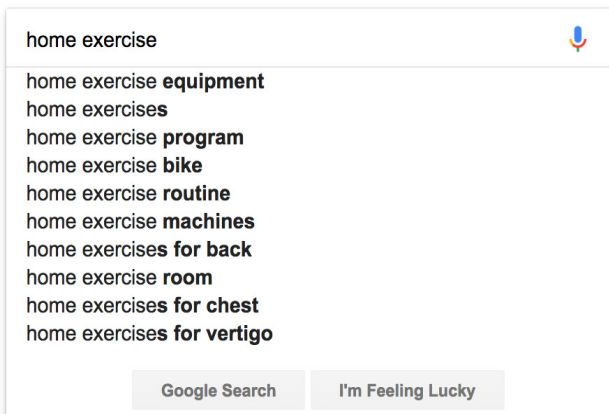 home exercise
home exercise equipment
home exercises
home exercise program
home exercise bike
home exercise routine
home exercise machines
home exercises for back
home exercise room
home exercises for chest
home exercises for vertigo
Google Search I'm Feeling Lucky